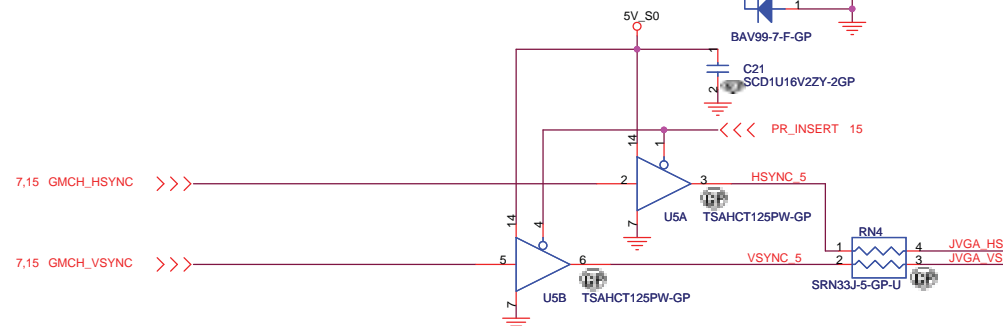 1
BAV99-7-F-GP
5V_S0
1
C21
SCD1U16V2ZY-2GP
2
14
1
PR_INSERT 15
7,15 GMCH_HSYNC
2
3
HSYNC_5
GP
7
U5A
TSAHCT125PW-GP
14
4
RN4
1
4
JVGA_HS
7,15 GMCH_VSYNC
5
6
VSYNC_5
2
3
JVGA_VS
GP
GP
7
U5B
TSAHCT125PW-GP
SRN33J-5-GP-U